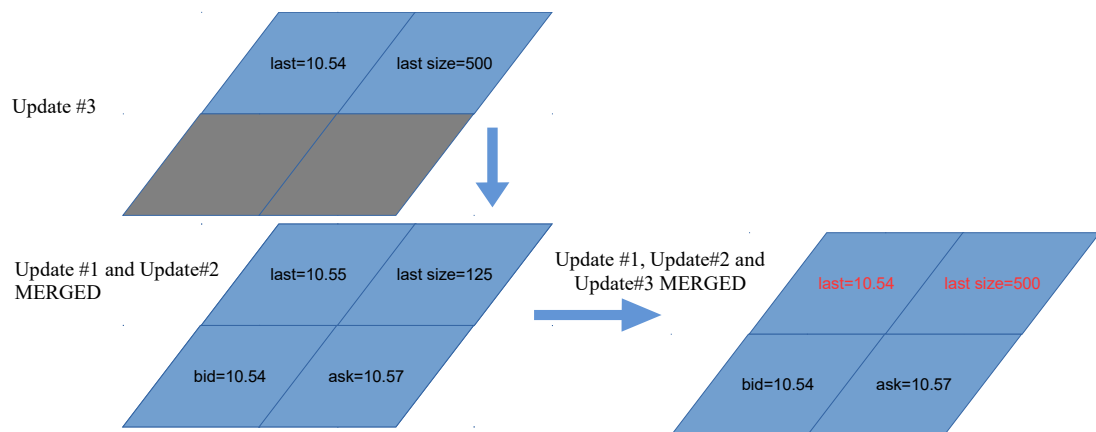 last=10.54 last size=500
Update #3
Update #1 and Update#2
MERGED
last=10.55 last size=125
bid=10.54 ask=10.57
Update #1, Update#2 and
Update#3 MERGED
last=10.54 last size=500
bid=10.54 ask=10.57